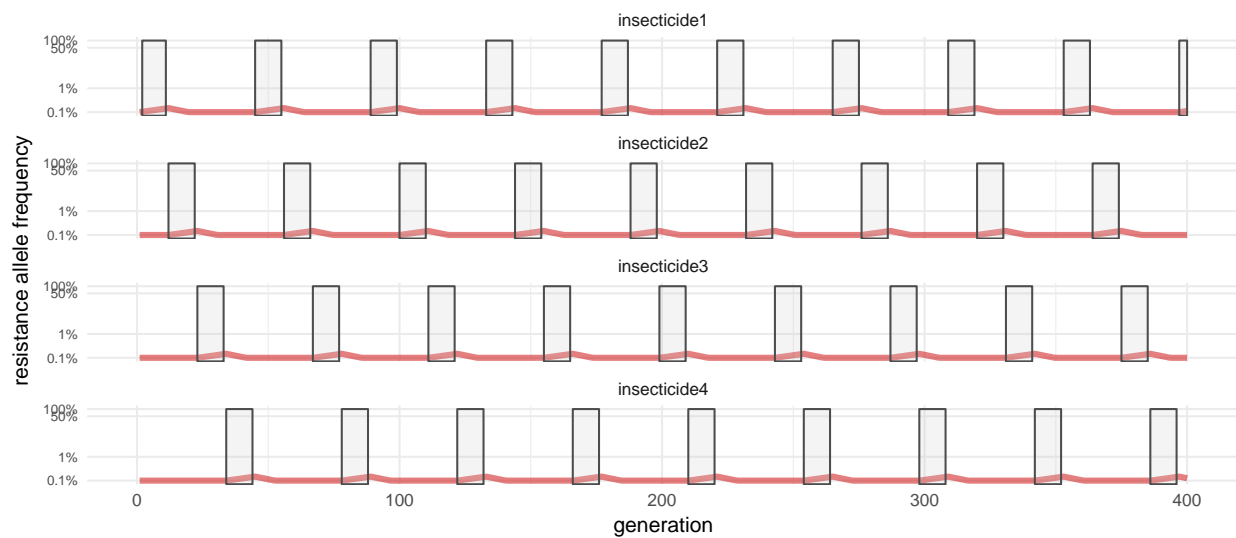 insecticide1
100%
50%
1%
0.1%
insecticide2
100%
50%
1%
0.1%
insecticide3
100%
50%
1%
0.1%
insecticide4
100%
50%
1%
0.1%
0 100 200 300 400
generation
resistance allele frequency